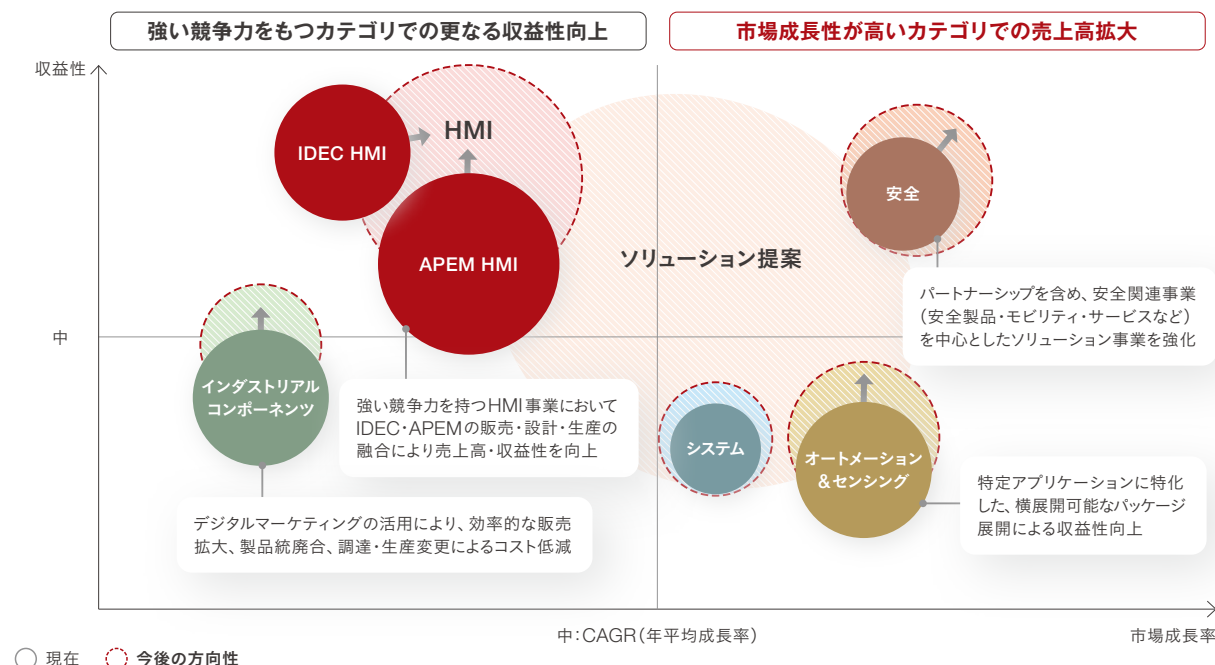 強い競争力をもつカテゴリでの更なる収益性向上
市場成長性が高いカテゴリでの売上高拡大
収益性
HMI
IDEC HMI
安全
APEM HMI
ソリューション提案
パートナーシップを含め、安全関連事業
(安全製品・モビリティ・サービスなど)
を中心としたソリューション事業を強化
中
インダストリアル
コンポーネンツ
強い競争力を持つHMI事業において
IDEC・APEMの販売・設計・生産の
融合により売上高・収益性を向上
システム
オートメーション
&センシング
特定アプリケーションに特化
した、横展開可能なパッケージ
展開による収益性向上
デジタルマーケティングの活用により、効率的な販売
拡大、製品統廃合、調達・生産変更によるコスト低減
中:CAGR(年平均成長率)
市場成長率
現在
今後の方向性